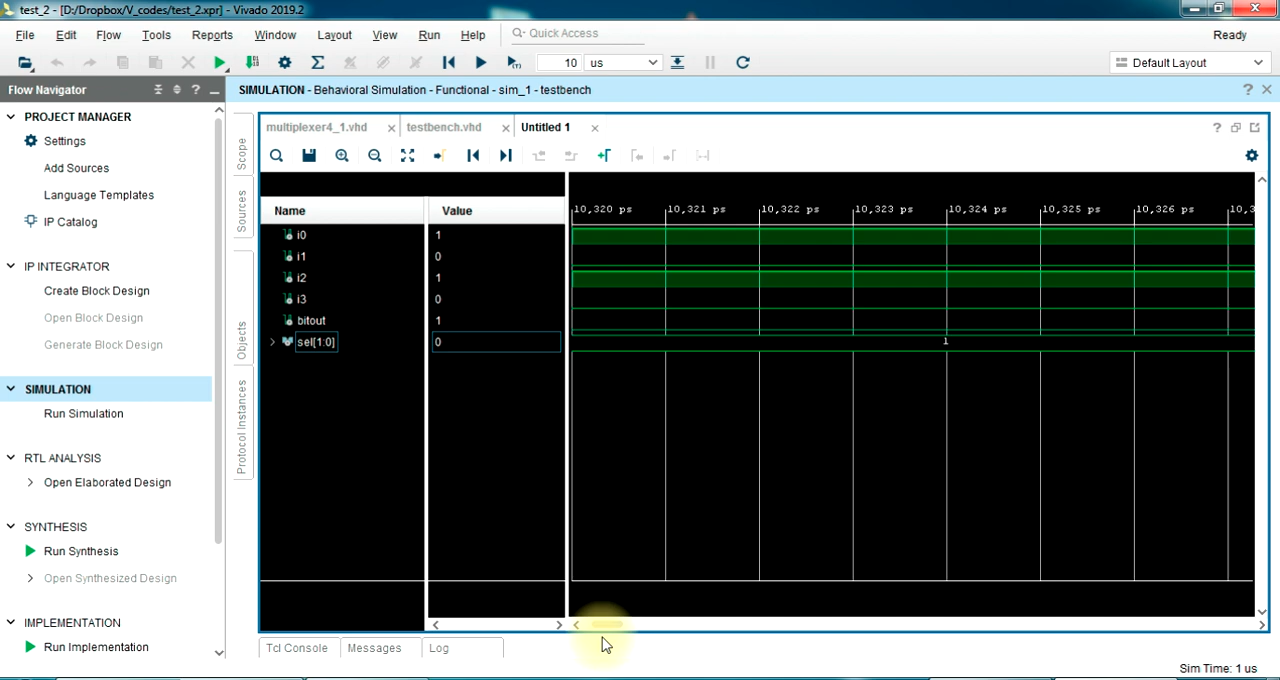 test_2 - [D:/Dropbox/V_codes/test_2.xpr] - Vivado 2019.2
File Edit Flow Tools Reports Window Layout View Run Help Quick Access Ready
10 us Default Layout
Flow Navigator
SIMULATION - Behavioral Simulation - Functional - sim_1 - testbench
PROJECT MANAGER
Settings
Add Sources
Language Templates
IP Catalog
IP INTEGRATOR
Create Block Design
Open Block Design
Generate Block Design
SIMULATION
Run Simulation
RTL ANALYSIS
Open Elaborated Design
SYNTHESIS
Run Synthesis
Open Synthesized Design
IMPLEMENTATION
Run Implementation
Scope
Sources
Objects
Protocol Instances
multiplexer4_1.vhd testbench.vhd Untitled 1
Name Value
10,320 ps 10,321 ps 10,322 ps 10,323 ps 10,324 ps 10,325 ps 10,326 ps 10,3
i0 1
i1 0
i2 1
i3 0
bitout 1
sel[1:0] 0 1
Tcl Console Messages Log
Sim Time: 1 us